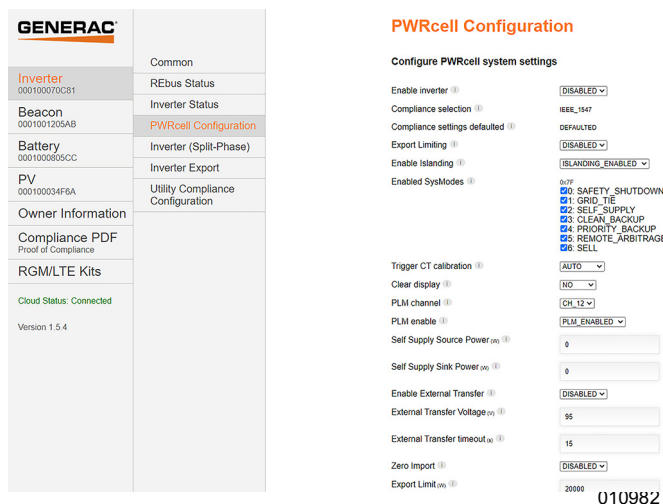 GENERAC
Inverter
000100070C81
Beacon
0001001205AB
Battery
0001000805CC
PV
000100034F6A
Owner Information
Compliance PDF
Proof of Compliance
RGM/LTE Kits
Cloud Status: Connected
Version 1.5.4
Common
REbus Status
Inverter Status
PWRcell Configuration
Inverter (Split-Phase)
Inverter Export
Utility Compliance
Configuration
PWRcell Configuration
Configure PWRcell system settings
Enable inverter DISABLED
Compliance selection IEEE_1547
Compliance settings defaulted DEFAULTED
Export Limiting DISABLED
Enable Islanding ISLANDING_ENABLED
Enabled SysModes 0x7F
0: SAFETY_SHUTDOWN
1: GRID_TIE
2: SELF_SUPPLY
3: CLEAN_BACKUP
4: PRIORITY_BACKUP
5: REMOTE_ARBITRAGE
6: SELL
Trigger CT calibration AUTO
Clear display NO
PLM channel CH_12
PLM enable PLM_ENABLED
Self Supply Source Power (W) 0
Self Supply Sink Power (W) 0
Enable External Transfer DISABLED
External Transfer Voltage (V) 95
External Transfer timeout (s) 15
Zero Import DISABLED
Export Limit (W) 20000
010982